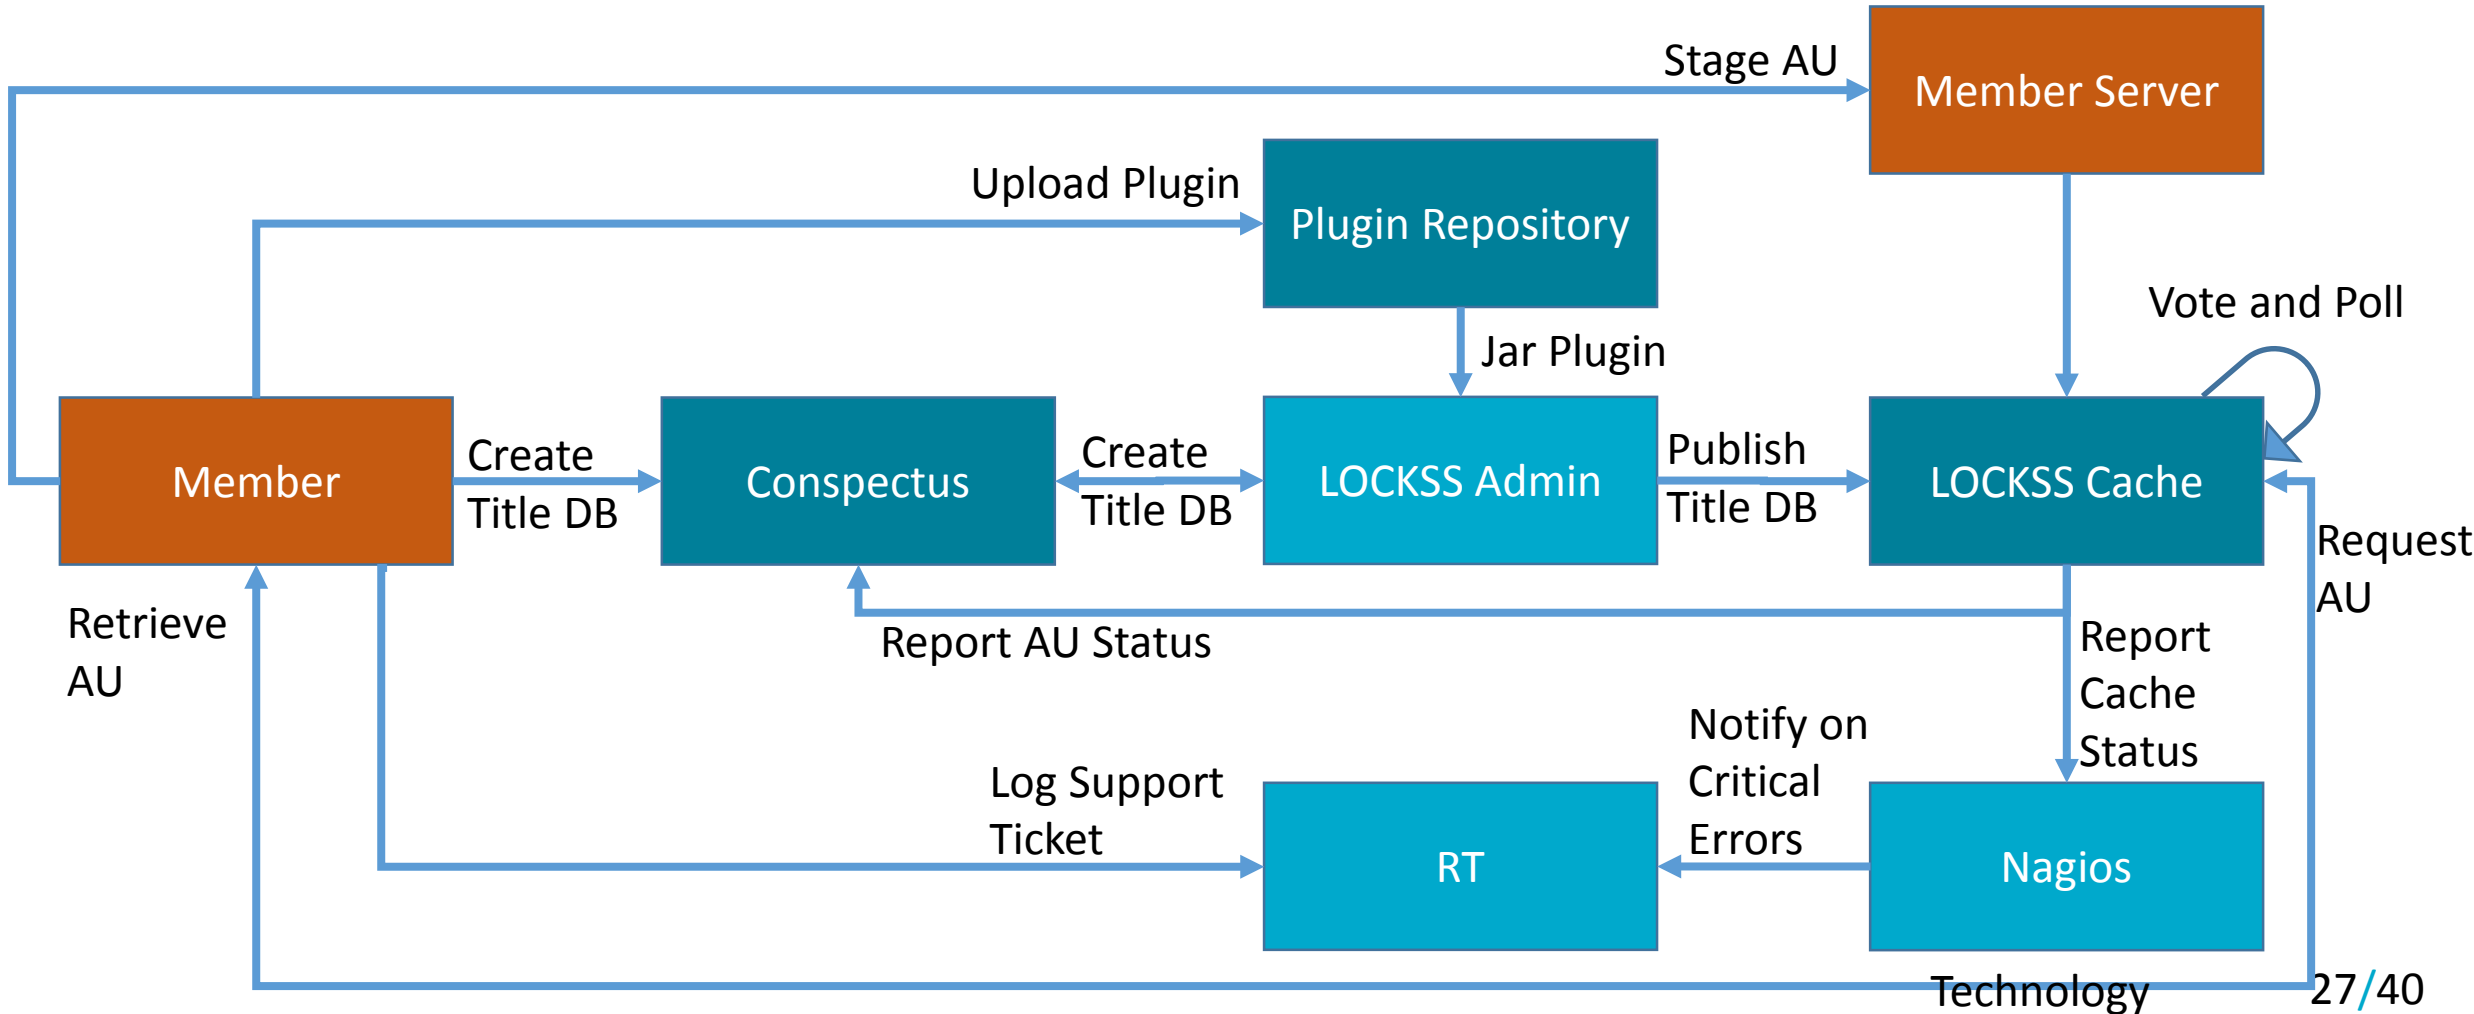 Stage AU
Member Server
Upload Plugin
Plugin Repository
Vote and Poll
Jar Plugin
Member
Create
Title DB
Conspectus
Create
Title DB
LOCKSS Admin
Publish
Title DB
LOCKSS Cache
Request
AU
Retrieve
AU
Report AU Status
Report
Cache
Status
Notify on
Critical
Errors
Log Support
Ticket
RT
Nagios
Technology
27/40